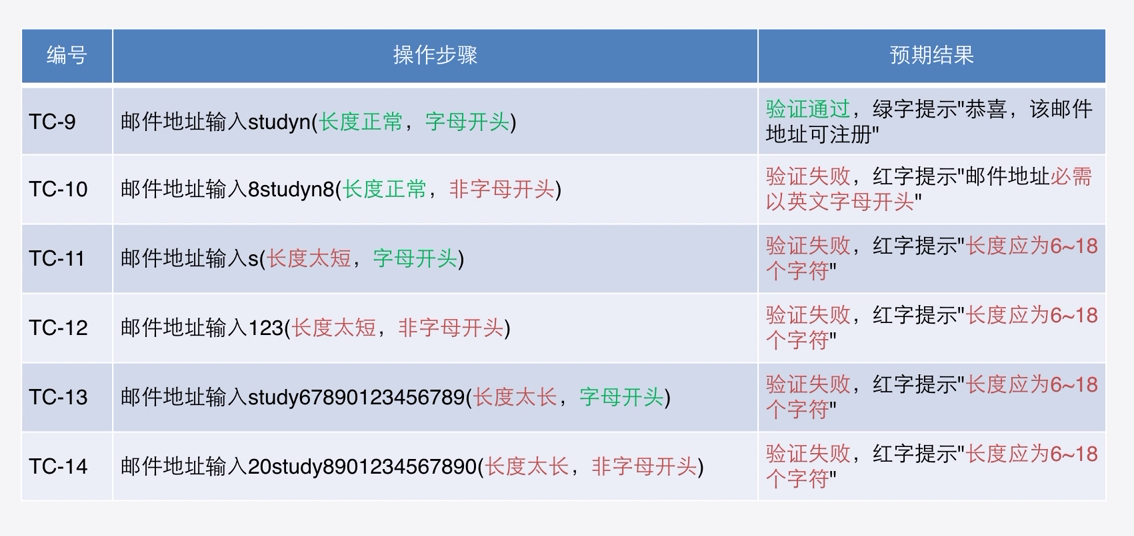 编号
操作步骤
预期结果
TC-9
邮件地址输入studyn(长度正常，字母开头)
验证通过，绿字提示"恭喜，该邮件
地址可注册"
TC-10
邮件地址输入8studyn8(长度正常，非字母开头)
验证失败，红字提示"邮件地址必需
以英文字母开头"
TC-11
邮件地址输入s(长度太短，字母开头)
验证失败，红字提示"长度应为6~18
个字符"
TC-12
邮件地址输入123(长度太短，非字母开头)
验证失败，红字提示"长度应为6~18
个字符"
TC-13
邮件地址输入study67890123456789(长度太长，字母开头)
验证失败，红字提示"长度应为6~18
个字符"
TC-14
邮件地址输入20study8901234567890(长度太长，非字母开头)
验证失败，红字提示"长度应为6~18
个字符"